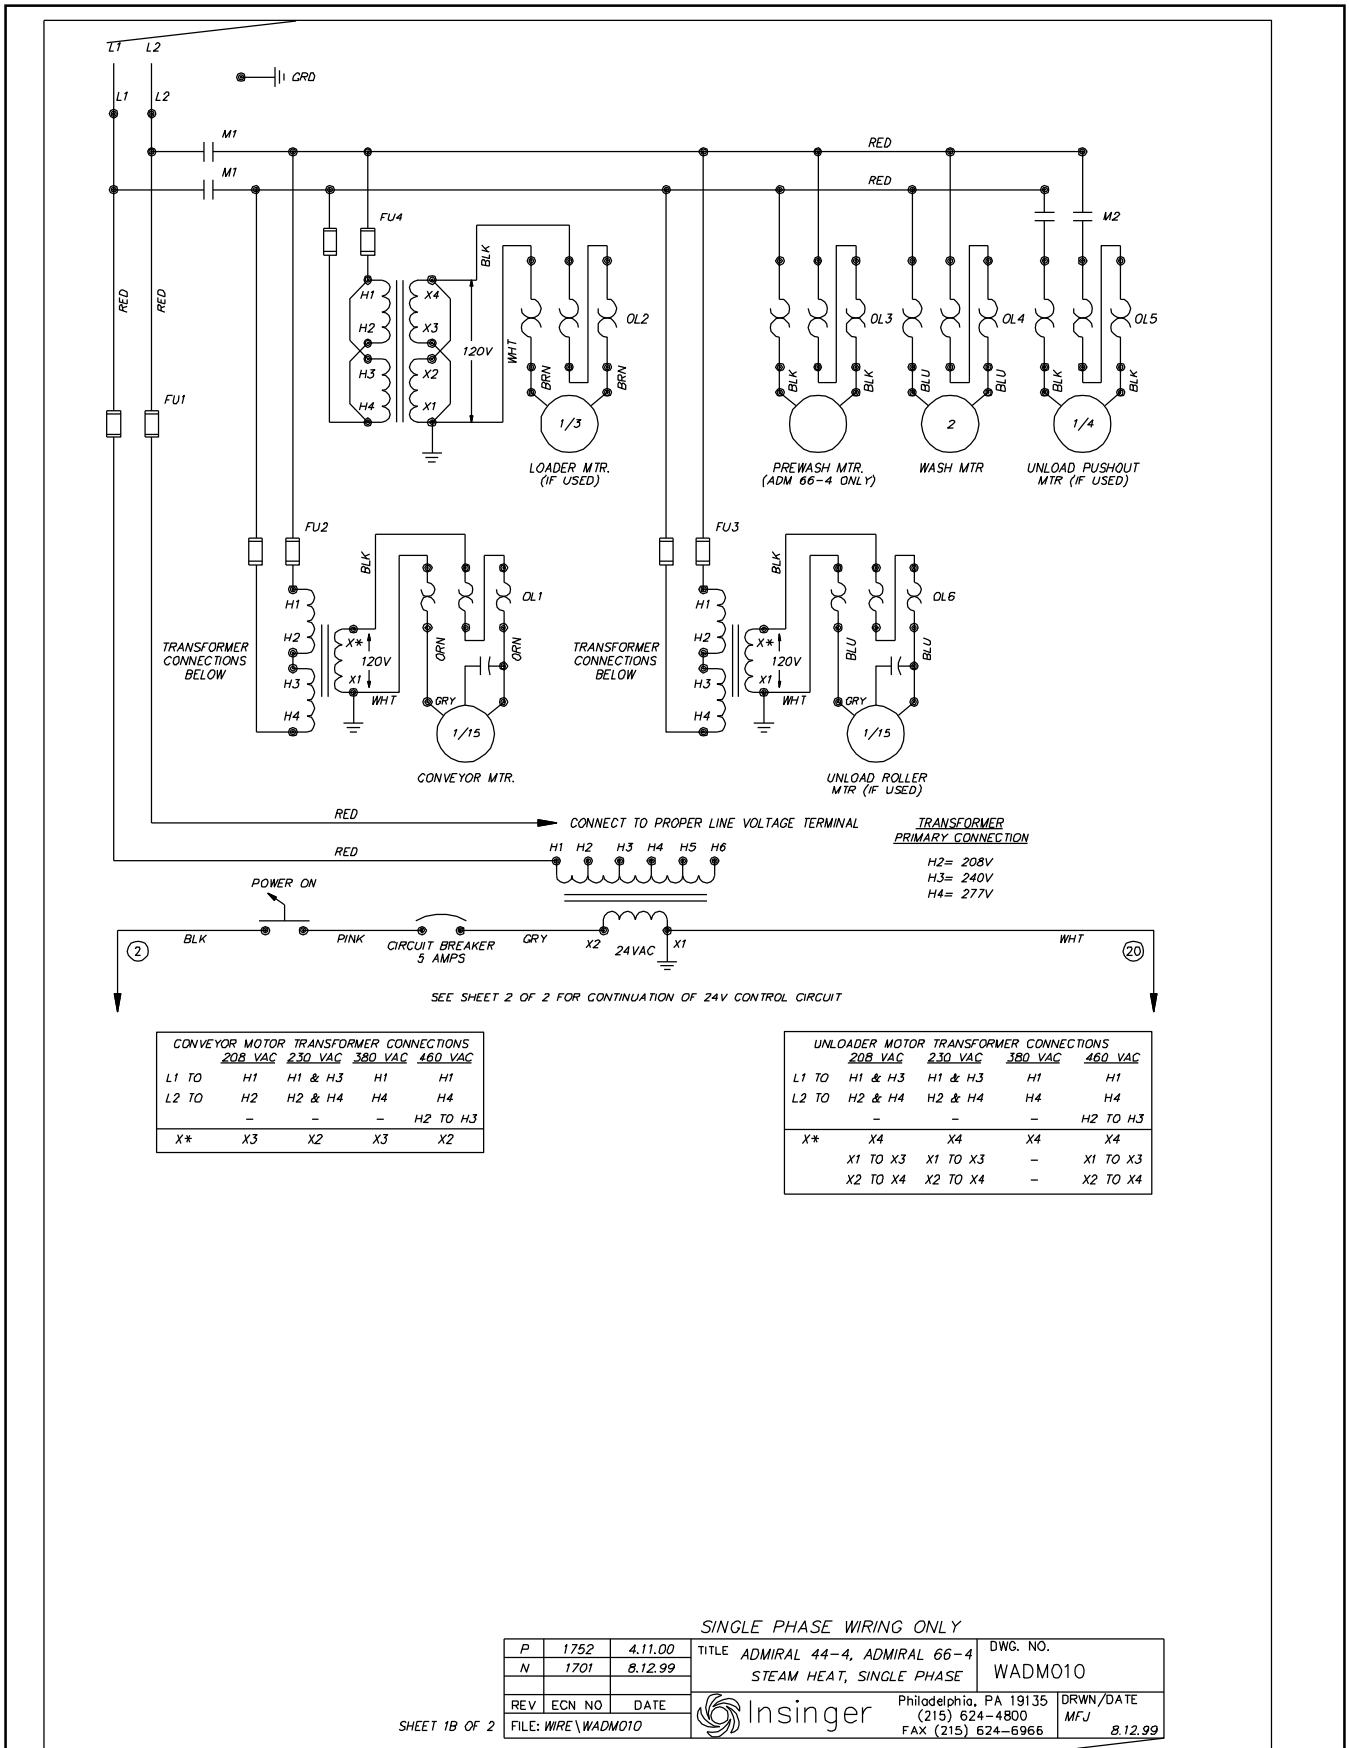 L1 L2
GRD
L1 L2
M1
RED
M1
RED
FU4
M2
BLK
RED
RED
H1 X4
OL2
OL3
OL4
OL5
H2 X3
120V
WHT
H3 X2
BRN
BRN
BLK
BLK
BLU
BLU
BLK
BLK
FU1
H4 X1
1/3
2
1/4
LOADER MTR.
(IF USED)
PREWASH MTR.
(ADM 66-4 ONLY)
WASH MTR
UNLOAD PUSHOUT
MTR (IF USED)
FU2
FU3
BLK
BLK
H1
OL1
H1
OL6
TRANSFORMER
CONNECTIONS
BELOW
H2
X*
120V
ORN
ORN
TRANSFORMER
CONNECTIONS
BELOW
H2
X*
120V
BLU
BLU
H3
X1
WHT
GRY
H3
X1
WHT
GRY
H4
1/15
H4
1/15
CONVEYOR MTR.
UNLOAD ROLLER
MTR (IF USED)
RED
CONNECT TO PROPER LINE VOLTAGE TERMINAL
TRANSFORMER
PRIMARY CONNECTION
RED
H1 H2 H3 H4 H5 H6
H2= 208V
H3= 240V
H4= 277V
POWER ON
2
BLK
PINK
CIRCUIT BREAKER
5 AMPS
GRY
X2
24VAC
X1
WHT
20
SEE SHEET 2 OF 2 FOR CONTINUATION OF 24V CONTROL CIRCUIT
CONVEYOR MOTOR TRANSFORMER CONNECTIONS
208 VAC 230 VAC 380 VAC 460 VAC
L1 TO H1 H1 & H3 H1 H1
L2 TO H2 H2 & H4 H4 H4
- - - H2 TO H3
X* X3 X2 X3 X2
UNLOADER MOTOR TRANSFORMER CONNECTIONS
208 VAC 230 VAC 380 VAC 460 VAC
L1 TO H1 & H3 H1 & H3 H1 H1
L2 TO H2 & H4 H2 & H4 H4 H4
- - - H2 TO H3
X* X4 X4 X4 X4
X1 TO X3 X1 TO X3 - X1 TO X3
X2 TO X4 X2 TO X4 - X2 TO X4
SINGLE PHASE WIRING ONLY
P 1752 4.11.00
N 1701 8.12.99
REV ECN NO DATE
SHEET 1B OF 2 FILE: WIRE\WADM010
TITLE ADMIRAL 44-4, ADMIRAL 66-4
STEAM HEAT, SINGLE PHASE
DWG. NO.
WADM010
Insinger
Philadelphia, PA 19135
(215) 624-4800
FAX (215) 624-6966
DRWN/DATE
MFJ
8.12.99